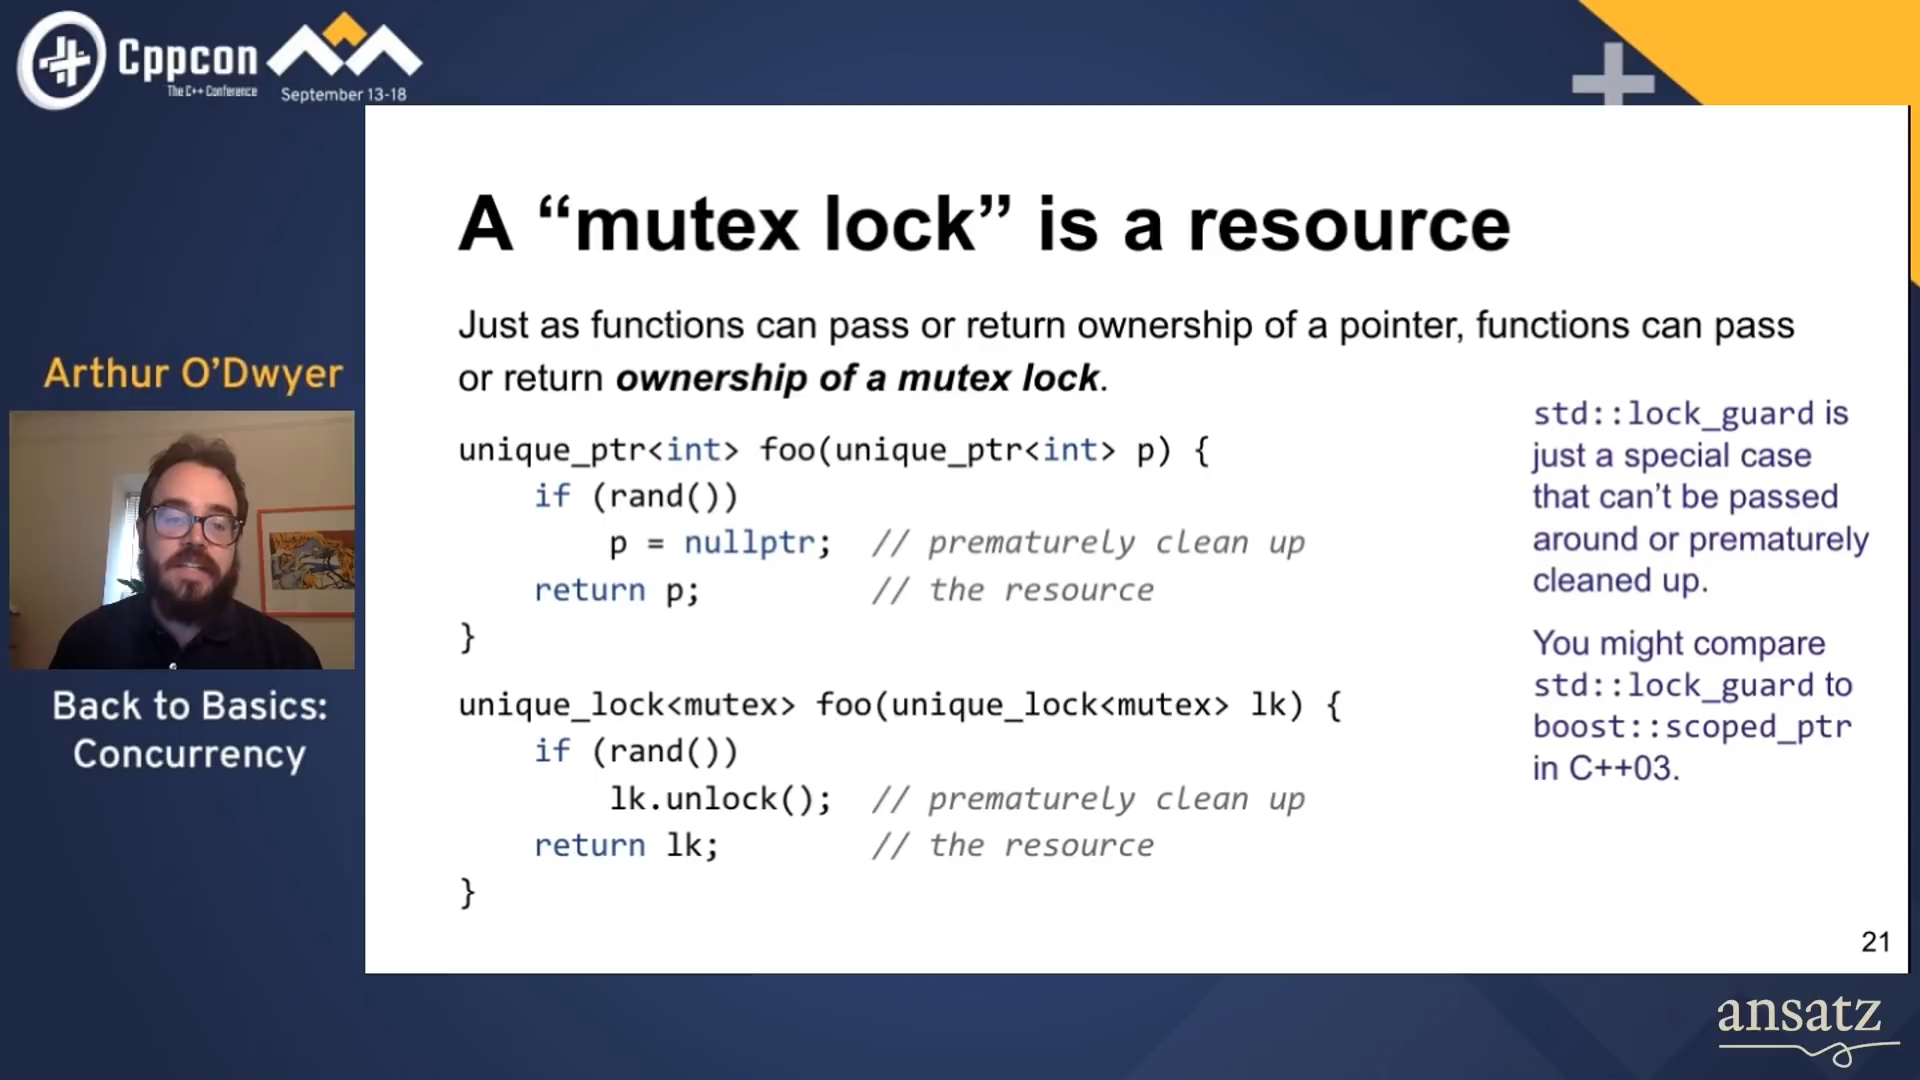 Cppcon
The C++ Conference
September 13-18
Arthur O'Dwyer
Back to Basics:
Concurrency
A “mutex lock” is a resource
Just as functions can pass or return ownership of a pointer, functions can pass
or return ownership of a mutex lock.
unique_ptr<int> foo(unique_ptr<int> p) {
    if (rand())
        p = nullptr;  // prematurely clean up
    return p;         // the resource
}
unique_lock<mutex> foo(unique_lock<mutex> lk) {
    if (rand())
        lk.unlock();  // prematurely clean up
    return lk;        // the resource
}
std::lock_guard is
just a special case
that can't be passed
around or prematurely
cleaned up.
You might compare
std::lock_guard to
boost::scoped_ptr
in C++03.
21
ansatz